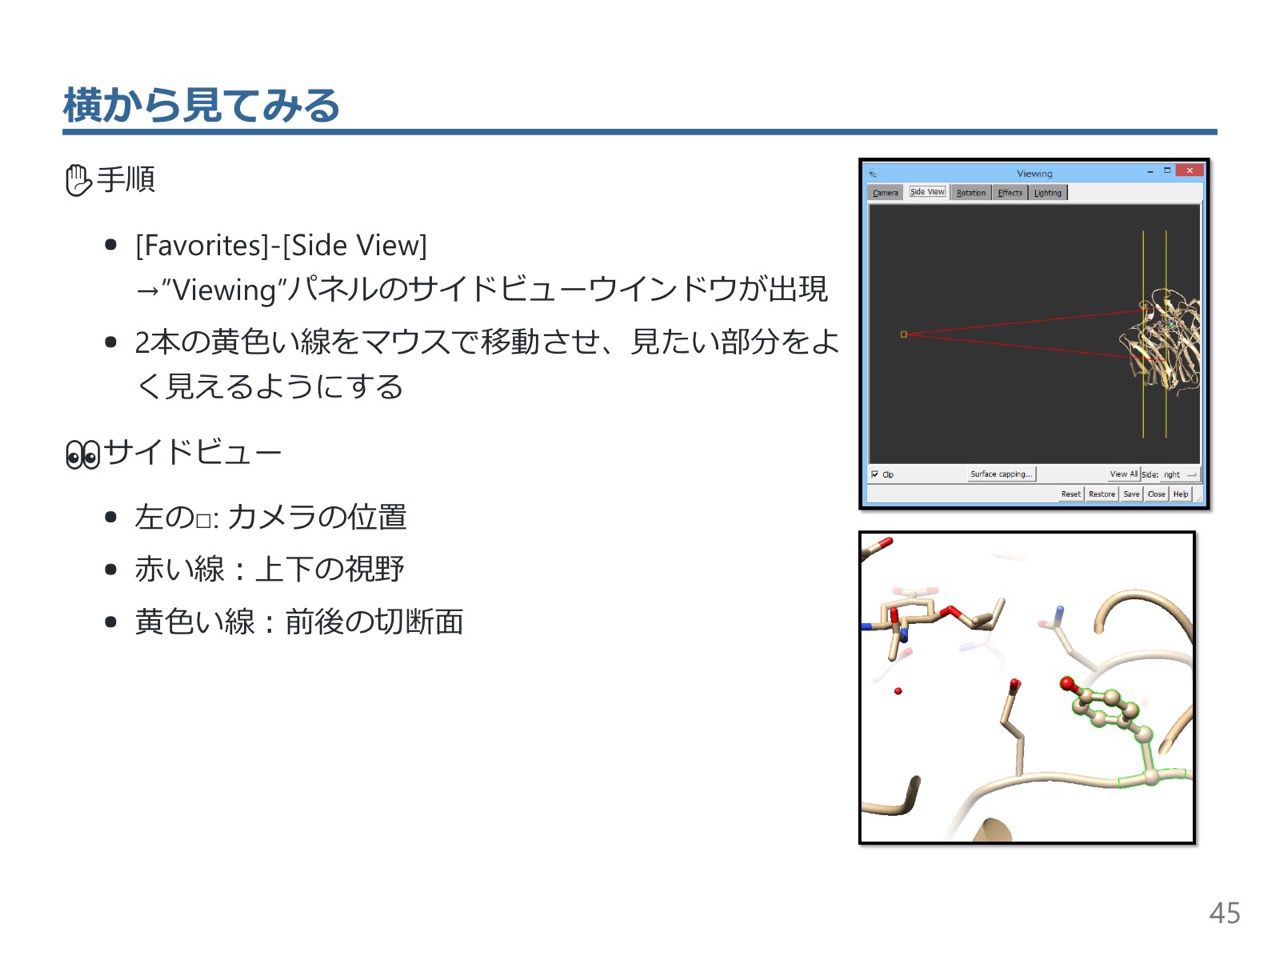 横から見てみる
✋手順
• [Favorites]-[Side View]
→”Viewing”パネルのサイドビューウインドウが出現
• 2本の黄色い線をマウスで移動させ、見たい部分をよ
く見えるようにする
👀サイドビュー
• 左の□: カメラの位置
• 赤い線：上下の視野
• 黄色い線：前後の切断面
Viewing
Camera Side View Rotation Effects Lighting
Clip Surface capping... View All Side: right
Reset Restore Save Close Help
45